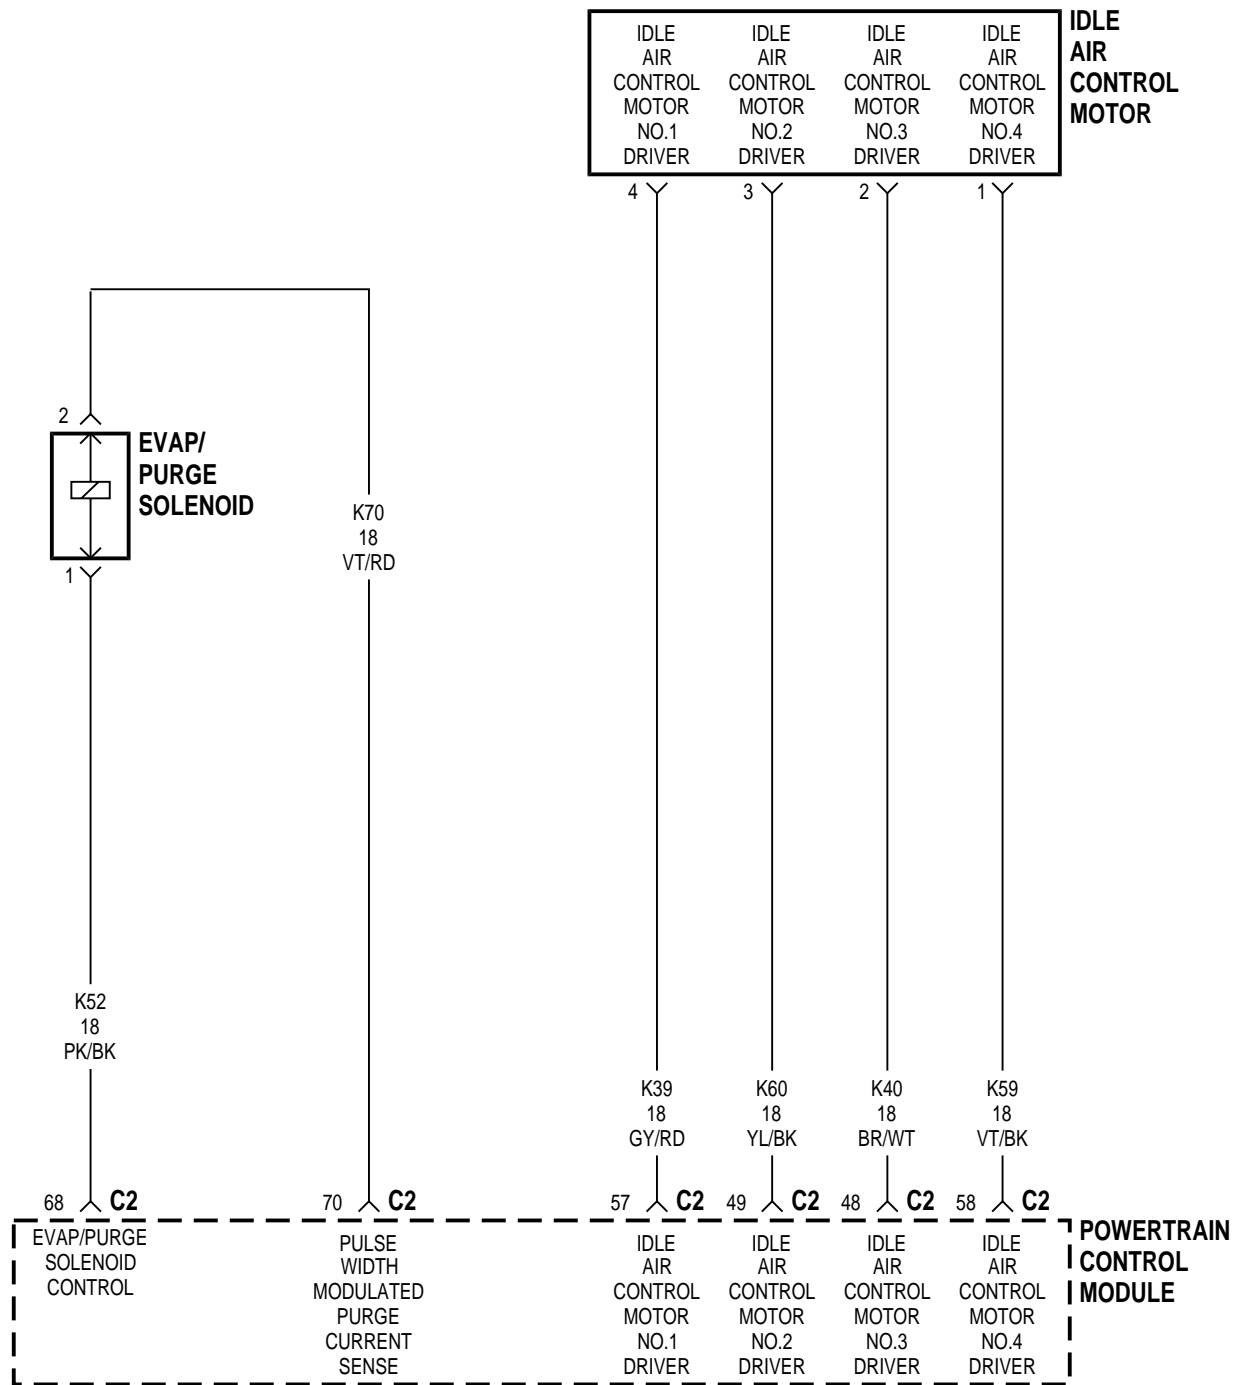 IDLE
AIR
CONTROL
MOTOR
NO.1
DRIVER
IDLE
AIR
CONTROL
MOTOR
NO.2
DRIVER
IDLE
AIR
CONTROL
MOTOR
NO.3
DRIVER
IDLE
AIR
CONTROL
MOTOR
NO.4
DRIVER
IDLE
AIR
CONTROL
MOTOR
4
3
2
1
2
EVAP/
PURGE
SOLENOID
1
K70
18
VT/RD
K52
18
PK/BK
K39
18
GY/RD
K60
18
YL/BK
K40
18
BR/WT
K59
18
VT/BK
68 C2
70 C2
57 C2
49 C2
48 C2
58 C2
EVAP/PURGE
SOLENOID
CONTROL
PULSE
WIDTH
MODULATED
PURGE
CURRENT
SENSE
IDLE
AIR
CONTROL
MOTOR
NO.1
DRIVER
IDLE
AIR
CONTROL
MOTOR
NO.2
DRIVER
IDLE
AIR
CONTROL
MOTOR
NO.3
DRIVER
IDLE
AIR
CONTROL
MOTOR
NO.4
DRIVER
POWERTRAIN
CONTROL
MODULE